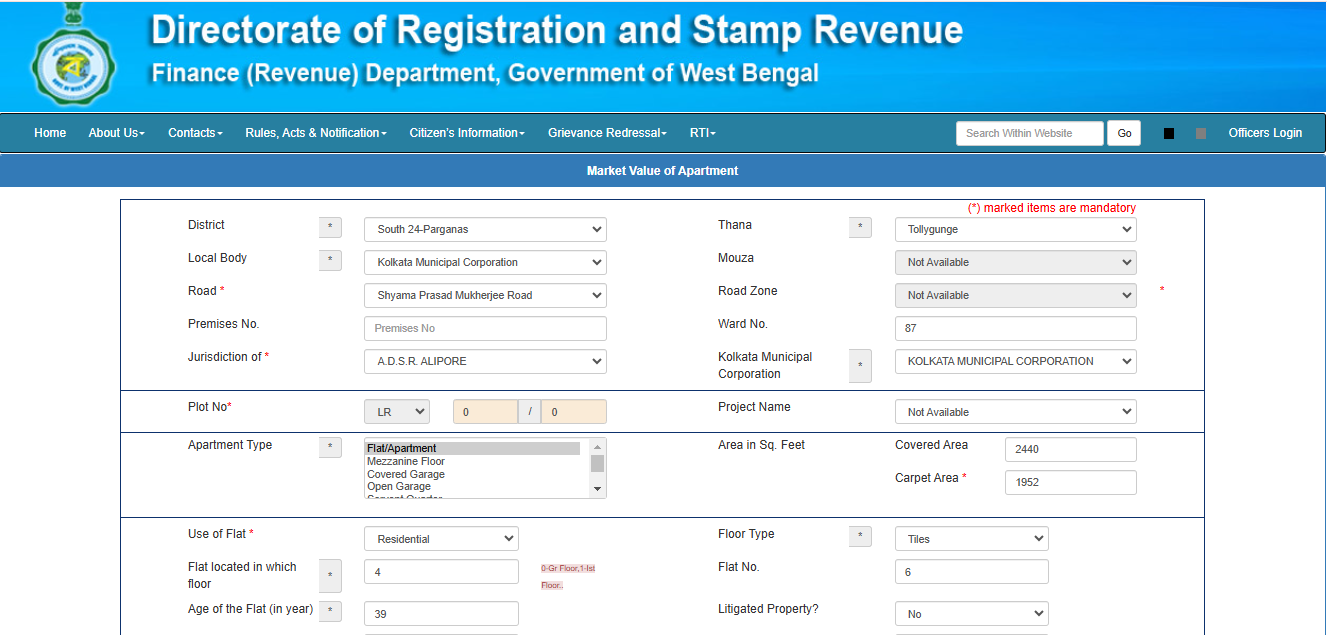 Directorate of Registration and Stamp Revenue
Finance (Revenue) Department, Government of West Bengal
Home About Us Contacts Rules, Acts & Notification Citizen's Information Grievance Redressal RTI Search Within Website Go Officers Login
Market Value of Apartment
(*) marked items are mandatory
District * South 24-Parganas Thana * Tollygunge
Local Body * Kolkata Municipal Corporation Mouza Not Available
Road * Shyama Prasad Mukherjee Road Road Zone Not Available *
Premises No. Premises No Ward No. 87
Jurisdiction of * A.D.S.R. ALIPORE Kolkata Municipal Corporation * KOLKATA MUNICIPAL CORPORATION
Plot No* LR 0 / 0 Project Name Not Available
Apartment Type * Flat/Apartment Area in Sq. Feet Covered Area 2440
Mezzanine Floor
Covered Garage
Open Garage Carpet Area * 1952
Use of Flat * Residential Floor Type * Tiles
Flat located in which floor * 4 0-Gr Floor,1-Ist Floor.. Flat No. 6
Age of the Flat (in year) * 39 Litigated Property? No